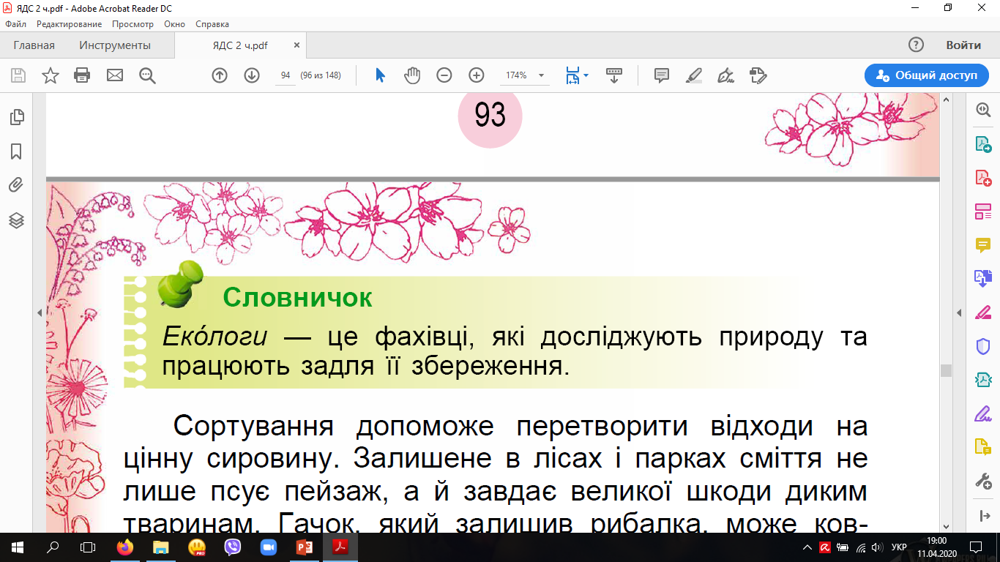 ЯДС 2 ч.pdf - Adobe Acrobat Reader DC
Файл Редактирование Просмотр Окно Справка
Главная Инструменты ЯДС 2 ч.pdf × Войти
94 (96 из 148) 174% Общий доступ
93
Словничок
Еко́логи — це фахівці, які досліджують природу та
працюють задля її збереження.
Сортування допоможе перетворити відходи на
цінну сировину. Залишене в лісах і парках сміття не
лише псує пейзаж, а й завдає великої шкоди диким
тваринам. Гачок, який залишив рибалка, може ков-
PRO
УКР
19:00
11.04.2020